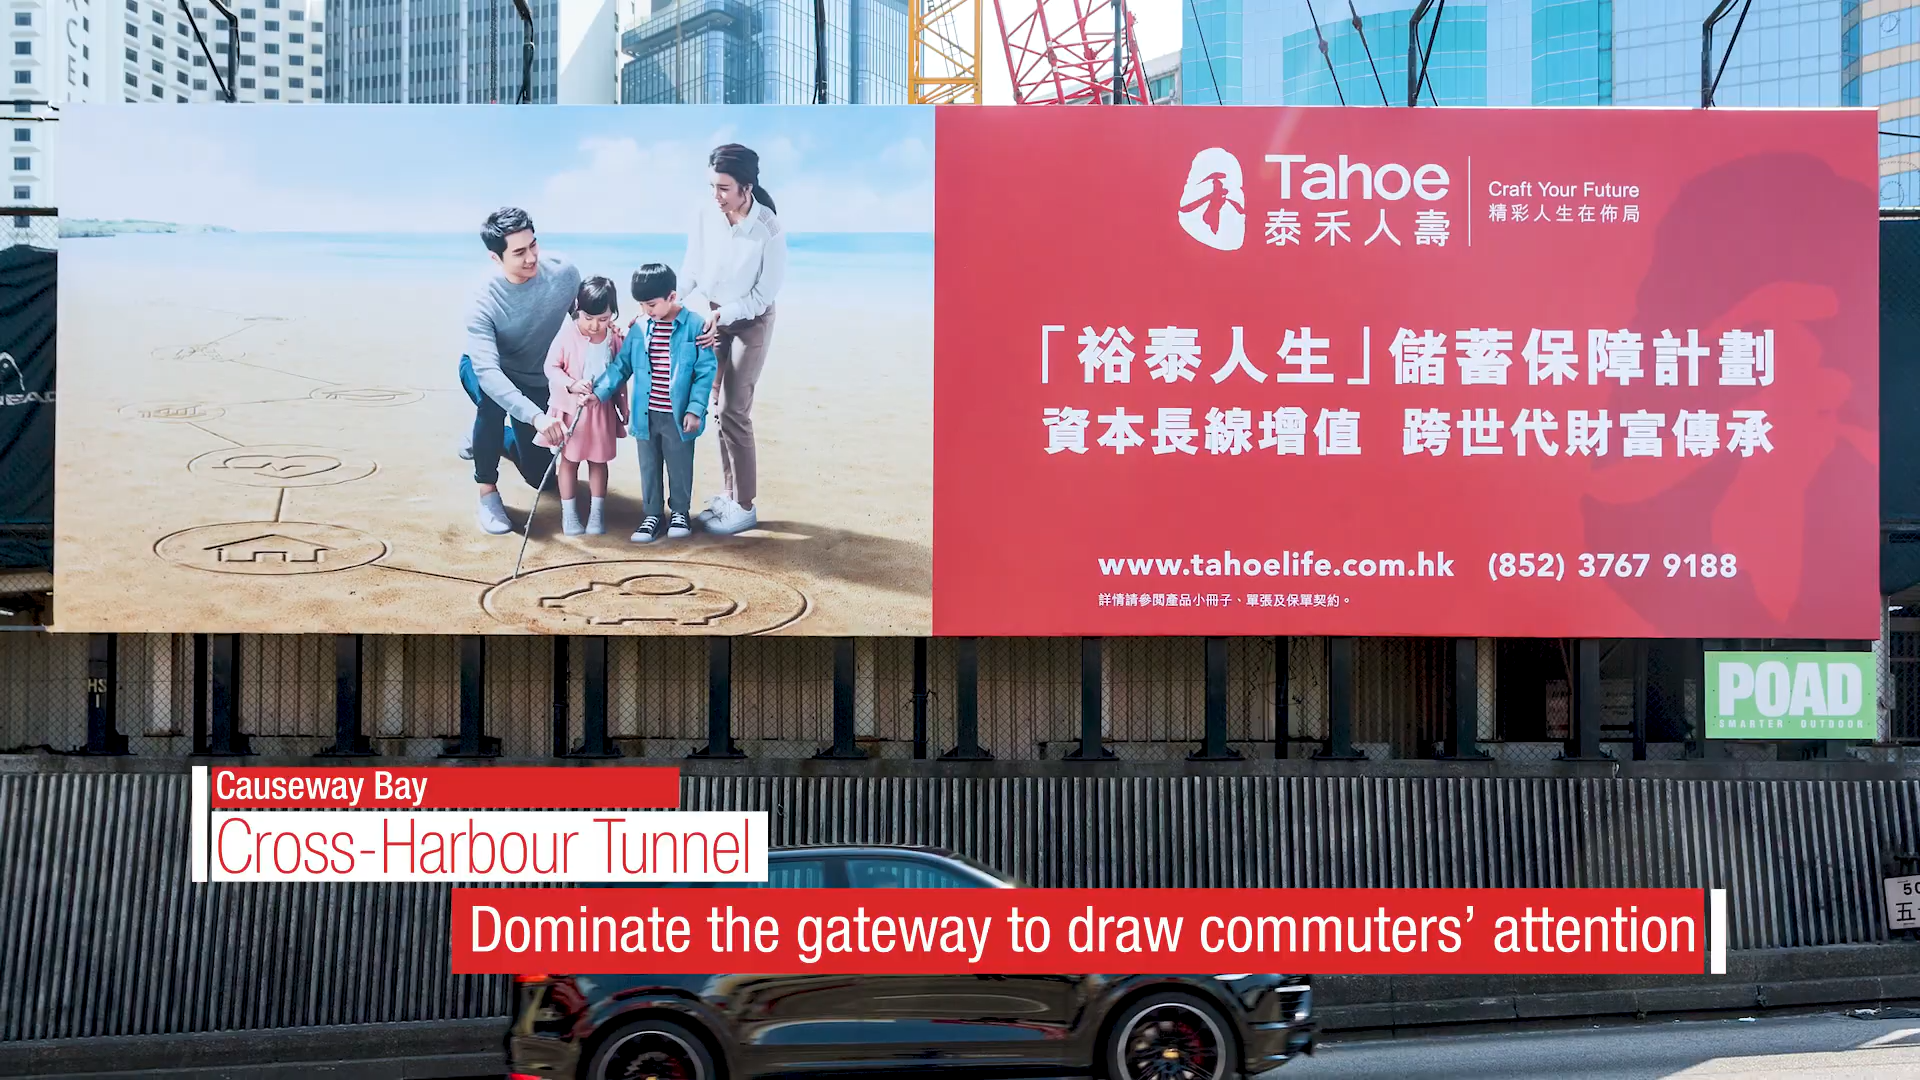 Tahoe
泰禾人壽
Craft Your Future
精彩人生在佈局
「裕泰人生」儲蓄保障計劃
資本長線增值 跨世代財富傳承
www.tahoelife.com.hk (852) 3767 9188
詳情請參閱產品小冊子、單張及保單契約。
POAD
SMARTER OUTDOOR
HS
1
Causeway Bay
Cross-Harbour Tunnel
Dominate the gateway to draw commuters' attention